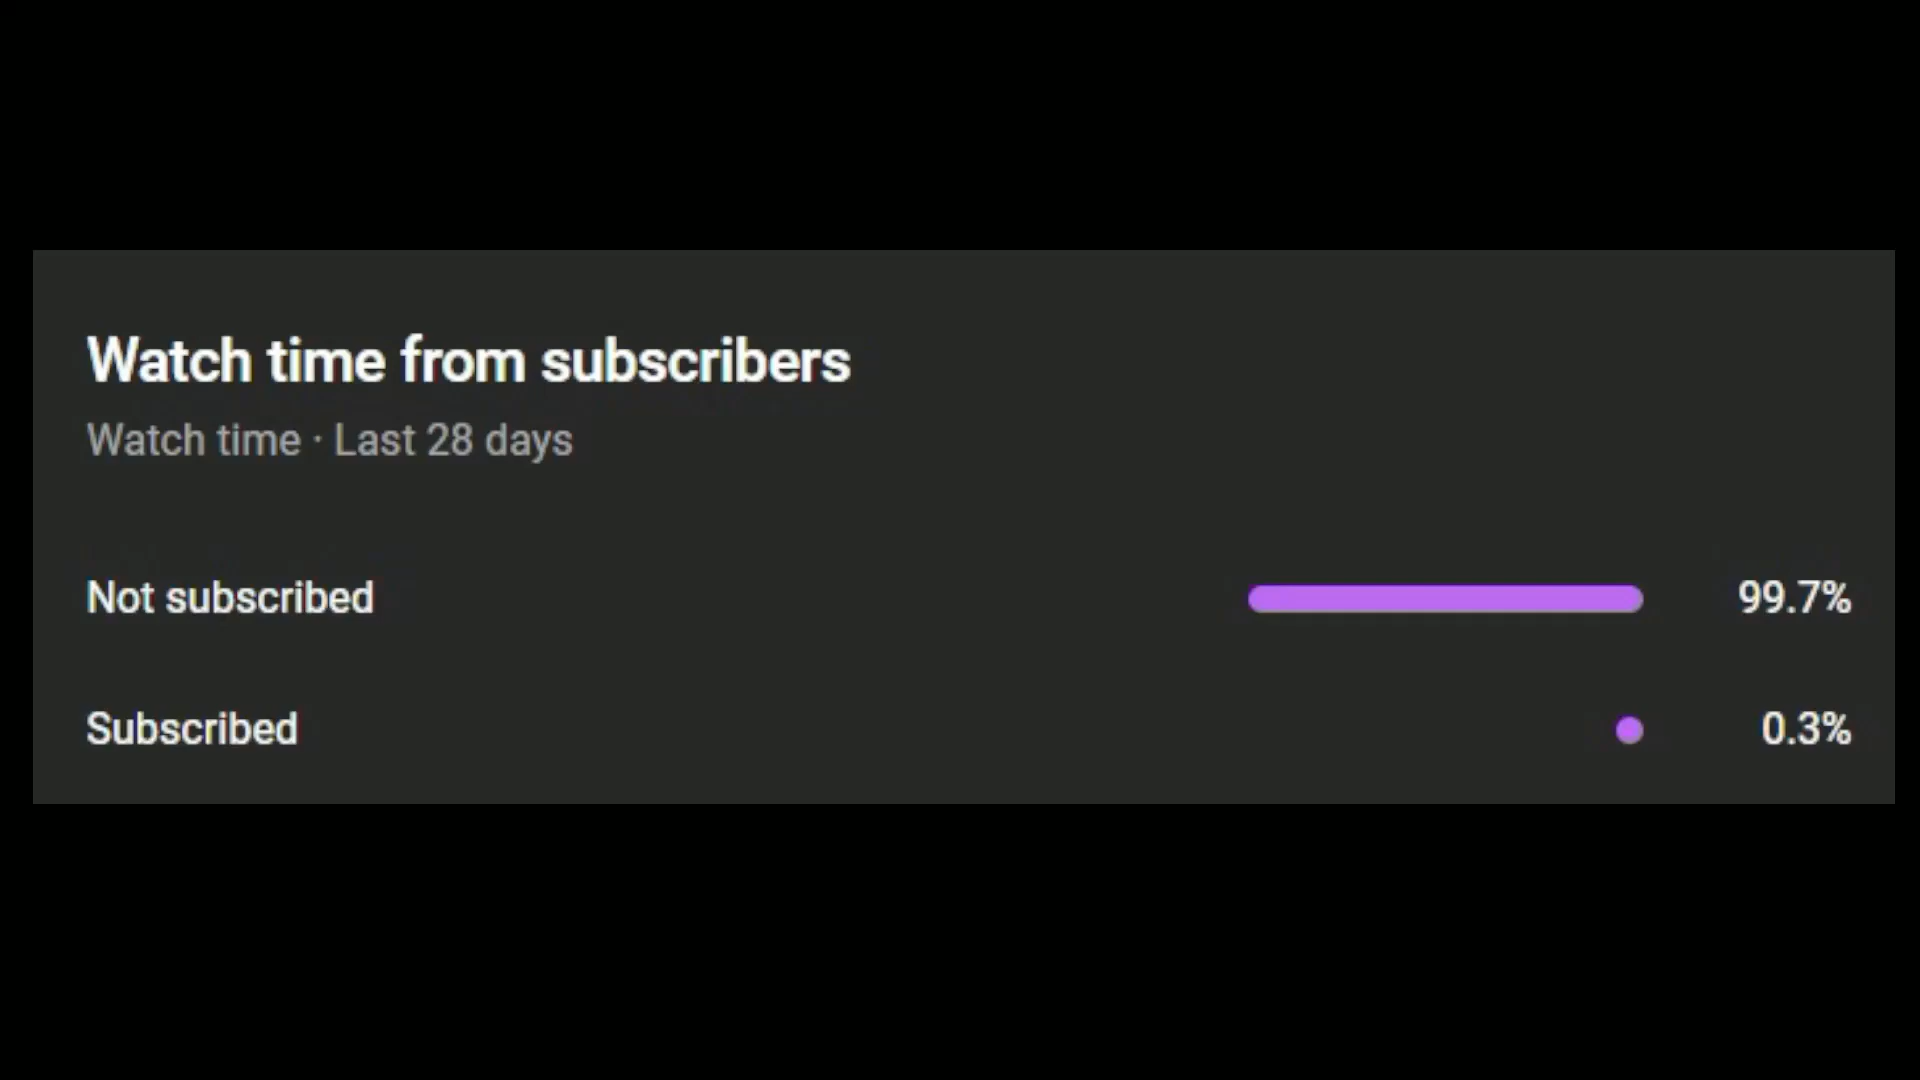 Watch time from subscribers
Watch time · Last 28 days
Not subscribed 99.7%
Subscribed 0.3%